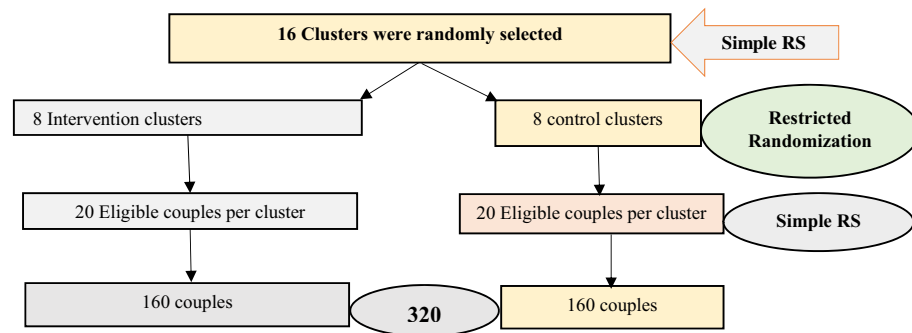 16 Clusters were randomly selected
Simple RS
8 Intervention clusters
8 control clusters
Restricted
Randomization
20 Eligible couples per cluster
20 Eligible couples per cluster
Simple RS
160 couples
320
160 couples